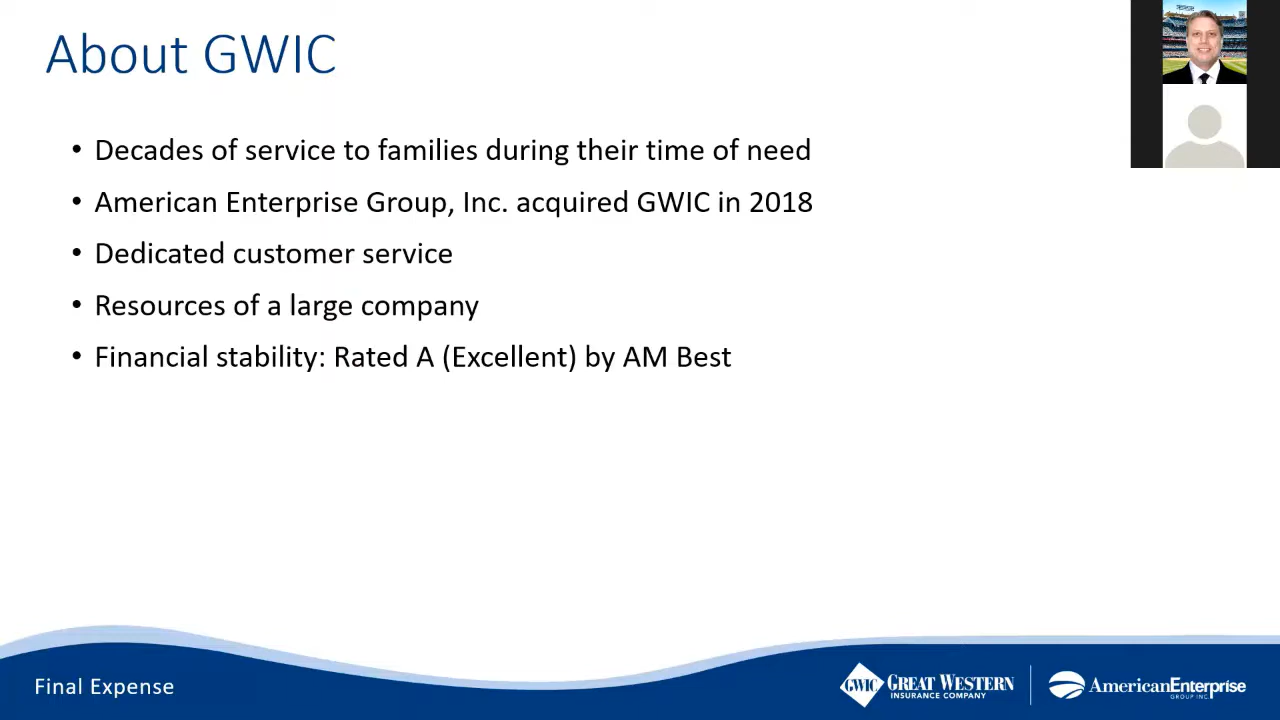 About GWIC
• Decades of service to families during their time of need
• American Enterprise Group, Inc. acquired GWIC in 2018
• Dedicated customer service
• Resources of a large company
• Financial stability: Rated A (Excellent) by AM Best
Final Expense
GWIC GREAT WESTERN
INSURANCE COMPANY
AmericanEnterprise
GROUP INC